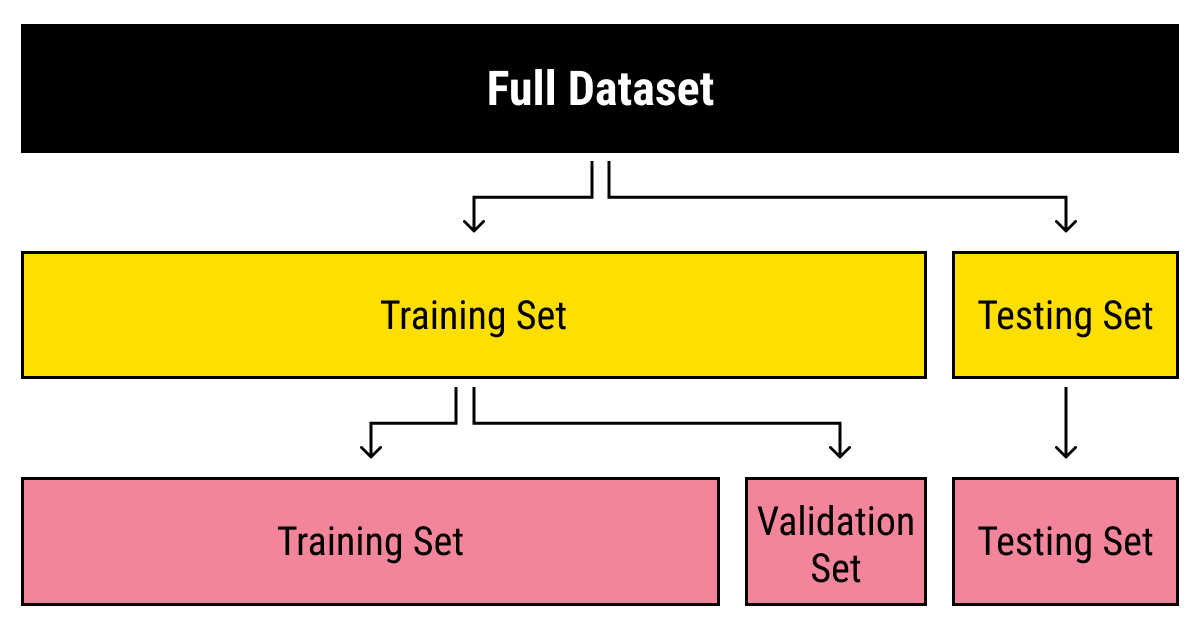 Full Dataset
Training Set
Testing Set
Training Set
Validation
Set
Testing Set